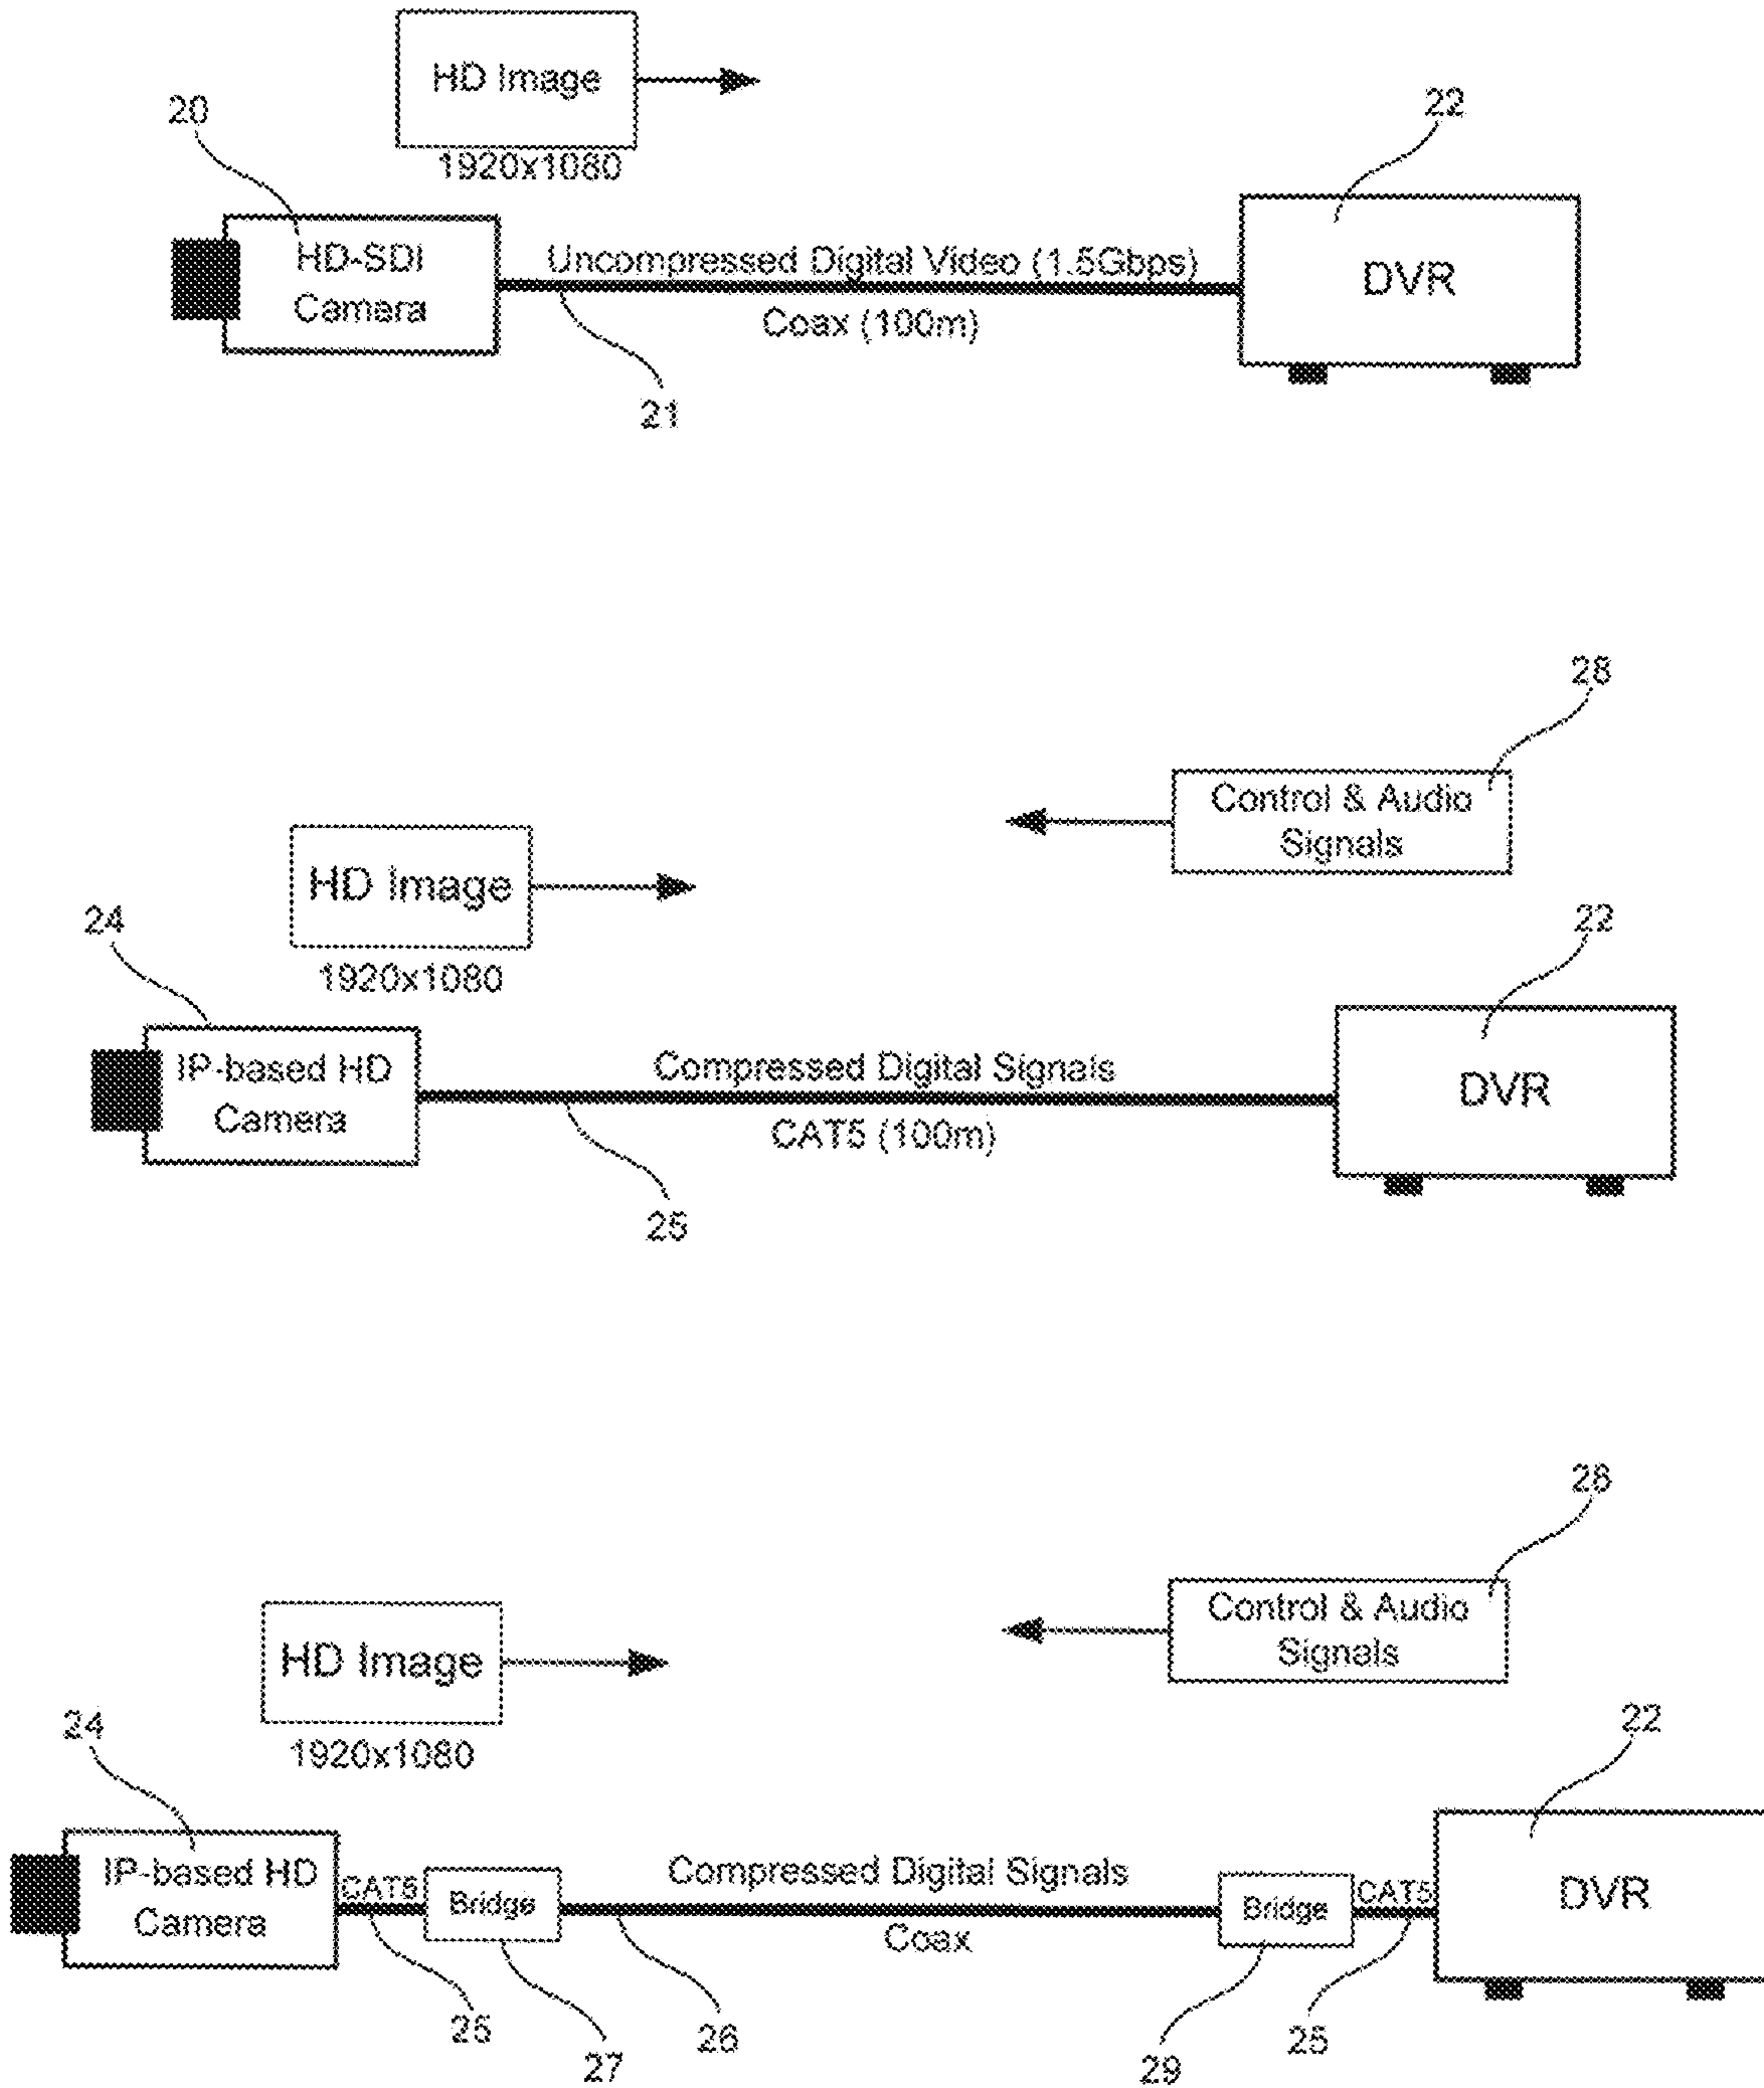 HD Image
1920x1080
20
22
HD-SDI
Camera
Uncompressed Digital Video (1.5Gbps)
Coax (100m)
DVR
21
28
Control & Audio
Signals
HD Image
1920x1080
24
22
IP-based HD
Camera
Compressed Digital Signals
CAT5 (100m)
DVR
25
28
Control & Audio
Signals
HD Image
1920x1080
24
22
IP-based HD
Camera
CAT5
Bridge
Compressed Digital Signals
Coax
Bridge
CAT5
DVR
25
27
26
29
25